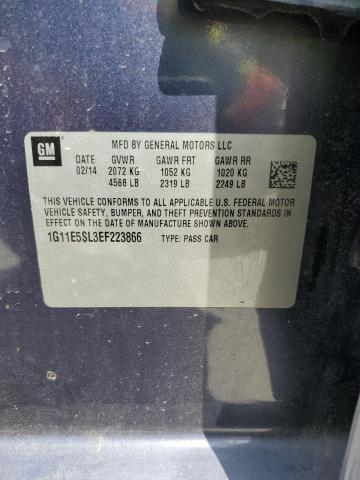 GM
MFD BY GENERAL MOTORS LLC
DATE GVWR GAWR FRT GAWR RR
02/14 2072 KG 1052 KG 1020 KG
4568 LB 2319 LB 2249 LB
THIS VEHICLE CONFORMS TO ALL APPLICABLE U.S. FEDERAL MOTOR
VEHICLE SAFETY, BUMPER, AND THEFT PREVENTION STANDARDS IN
EFFECT ON THE DATE OF MANUFACTURE SHOWN ABOVE.
1G11E5SL3EF223866 TYPE: PASS CAR